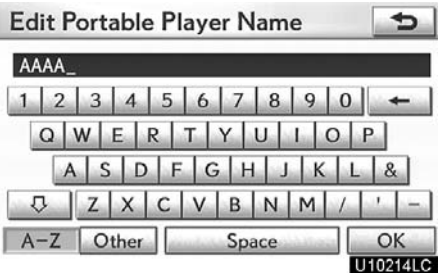 Edit Portable Player Name
AAAA_
1 2 3 4 5 6 7 8 9 0 ←
Q W E R T Y U I O P
A S D F G H J K L &
⇩ Z X C V B N M / ' -
A-Z Other Space OK
U10214LC